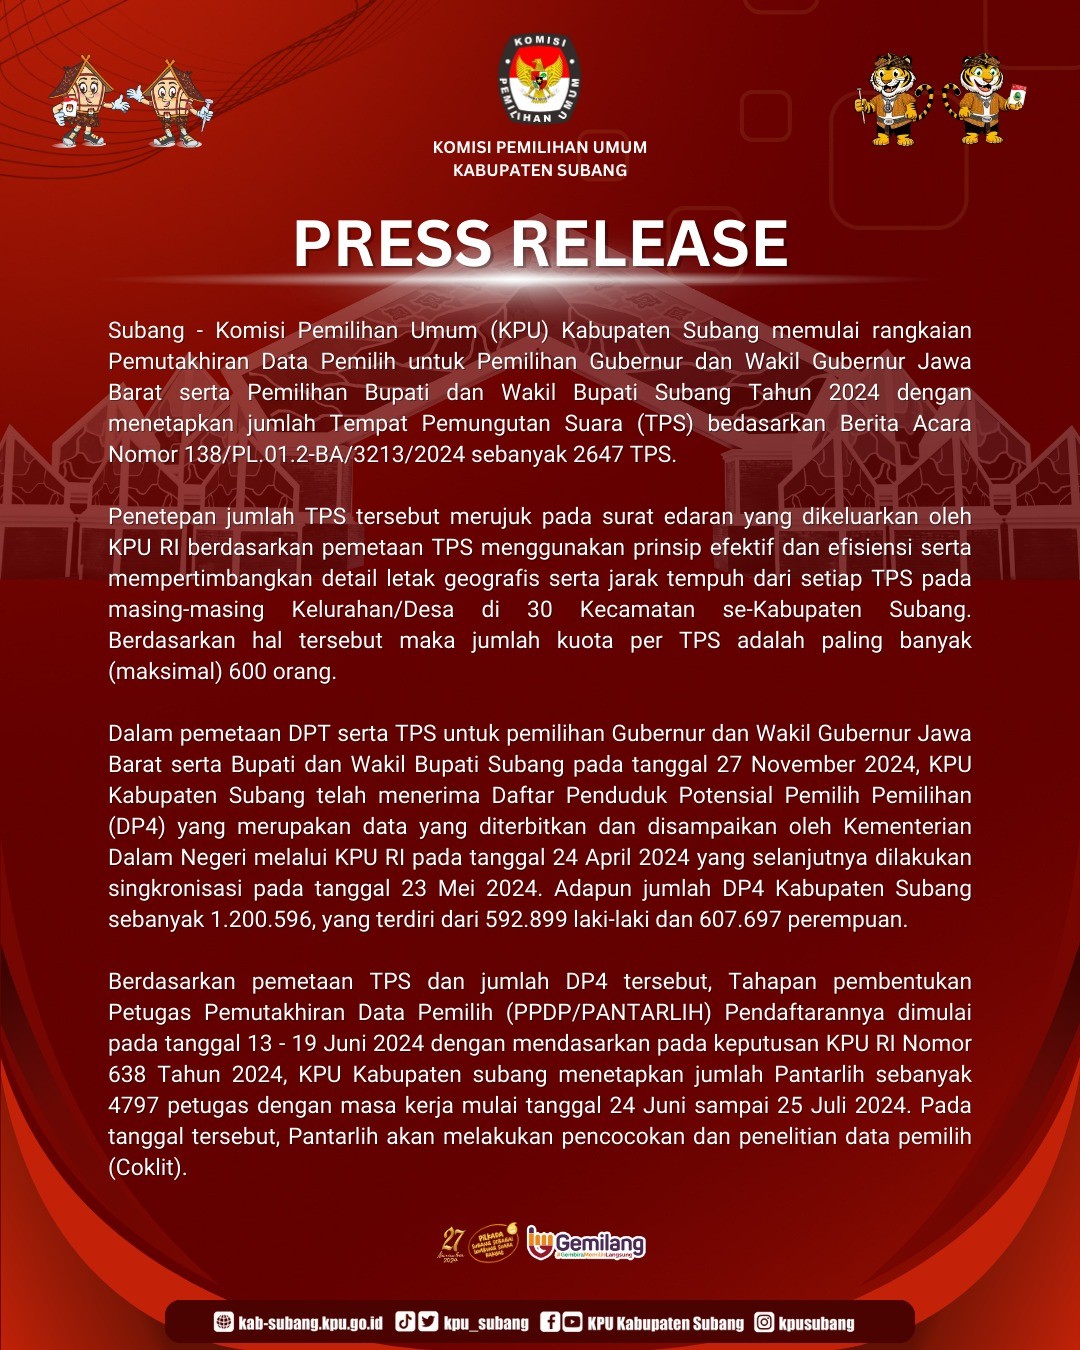 KOMISI
PEMILIHAN UMUM
KOMISI PEMILIHAN UMUM
KABUPATEN SUBANG
PRESS RELEASE
Subang - Komisi Pemilihan Umum (KPU) Kabupaten Subang memulai rangkaian
Pemutakhiran Data Pemilih untuk Pemilihan Gubernur dan Wakil Gubernur Jawa
Barat serta Pemilihan Bupati dan Wakil Bupati Subang Tahun 2024 dengan
menetapkan jumlah Tempat Pemungutan Suara (TPS) bedasarkan Berita Acara
Nomor 138/PL.01.2-BA/3213/2024 sebanyak 2647 TPS.
Penetepan jumlah TPS tersebut merujuk pada surat edaran yang dikeluarkan oleh
KPU RI berdasarkan pemetaan TPS menggunakan prinsip efektif dan efisiensi serta
mempertimbangkan detail letak geografis serta jarak tempuh dari setiap TPS pada
masing-masing Kelurahan/Desa di 30 Kecamatan se-Kabupaten Subang.
Berdasarkan hal tersebut maka jumlah kuota per TPS adalah paling banyak
(maksimal) 600 orang.
Dalam pemetaan DPT serta TPS untuk pemilihan Gubernur dan Wakil Gubernur Jawa
Barat serta Bupati dan Wakil Bupati Subang pada tanggal 27 November 2024, KPU
Kabupaten Subang telah menerima Daftar Penduduk Potensial Pemilih Pemilihan
(DP4) yang merupakan data yang diterbitkan dan disampaikan oleh Kementerian
Dalam Negeri melalui KPU RI pada tanggal 24 April 2024 yang selanjutnya dilakukan
singkronisasi pada tanggal 23 Mei 2024. Adapun jumlah DP4 Kabupaten Subang
sebanyak 1.200.596, yang terdiri dari 592.899 laki-laki dan 607.697 perempuan.
Berdasarkan pemetaan TPS dan jumlah DP4 tersebut, Tahapan pembentukan
Petugas Pemutakhiran Data Pemilih (PPDP/PANTARLIH) Pendaftarannya dimulai
pada tanggal 13 - 19 Juni 2024 dengan mendasarkan pada keputusan KPU RI Nomor
638 Tahun 2024, KPU Kabupaten subang menetapkan jumlah Pantarlih sebanyak
4797 petugas dengan masa kerja mulai tanggal 24 Juni sampai 25 Juli 2024. Pada
tanggal tersebut, Pantarlih akan melakukan pencocokan dan penelitian data pemilih
(Coklit).
27
November
2024
PILKADA
Gemilang
#GembiraMemilihLangsung
kab-subang.kpu.go.id kpu_subang KPU Kabupaten Subang kpusubang